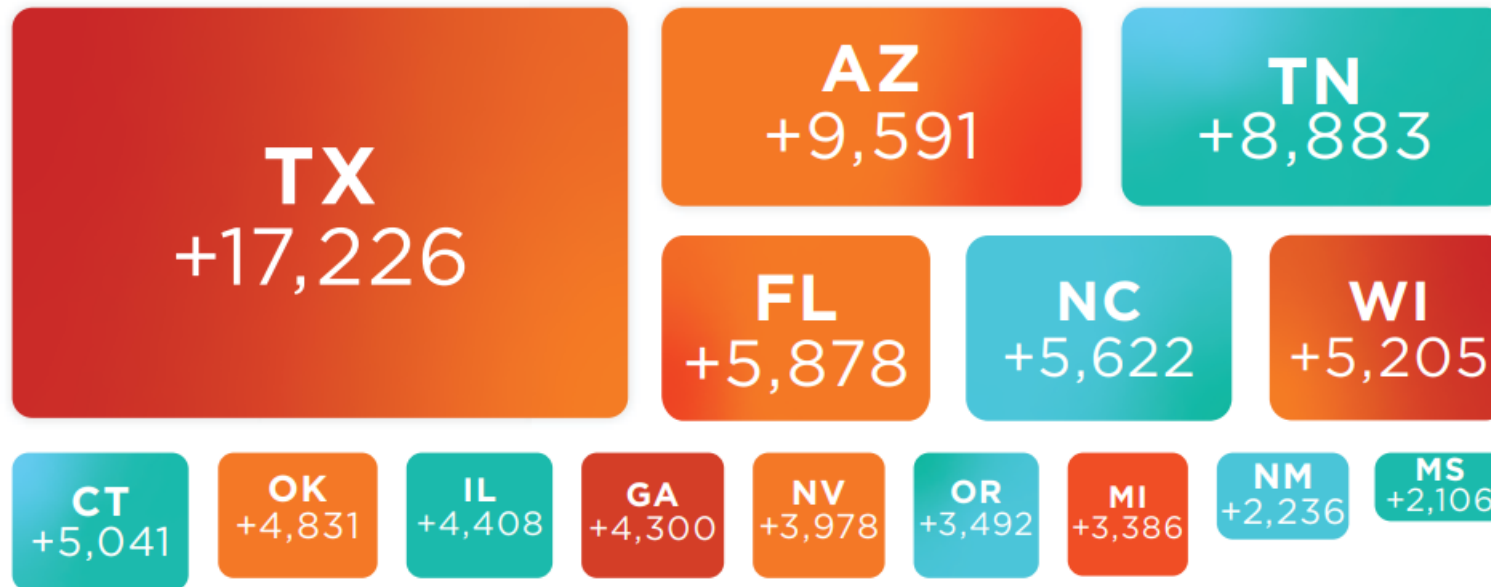 TX
+17,226
AZ
+9,591
TN
+8,883
FL
+5,878
NC
+5,622
WI
+5,205
CT
+5,041
OK
+4,831
IL
+4,408
GA
+4,300
NV
+3,978
OR
+3,492
MI
+3,386
NM
+2,236
MS
+2,106